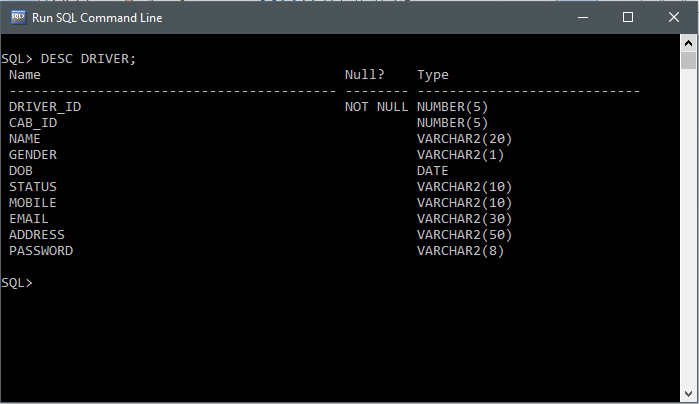 Run SQL Command Line
SQL> DESC DRIVER;
Name Null? Type
----------------------------------------- -------- ----------------------------
DRIVER_ID NOT NULL NUMBER(5)
CAB_ID NUMBER(5)
NAME VARCHAR2(20)
GENDER VARCHAR2(1)
DOB DATE
STATUS VARCHAR2(10)
MOBILE VARCHAR2(10)
EMAIL VARCHAR2(30)
ADDRESS VARCHAR2(50)
PASSWORD VARCHAR2(8)
SQL>